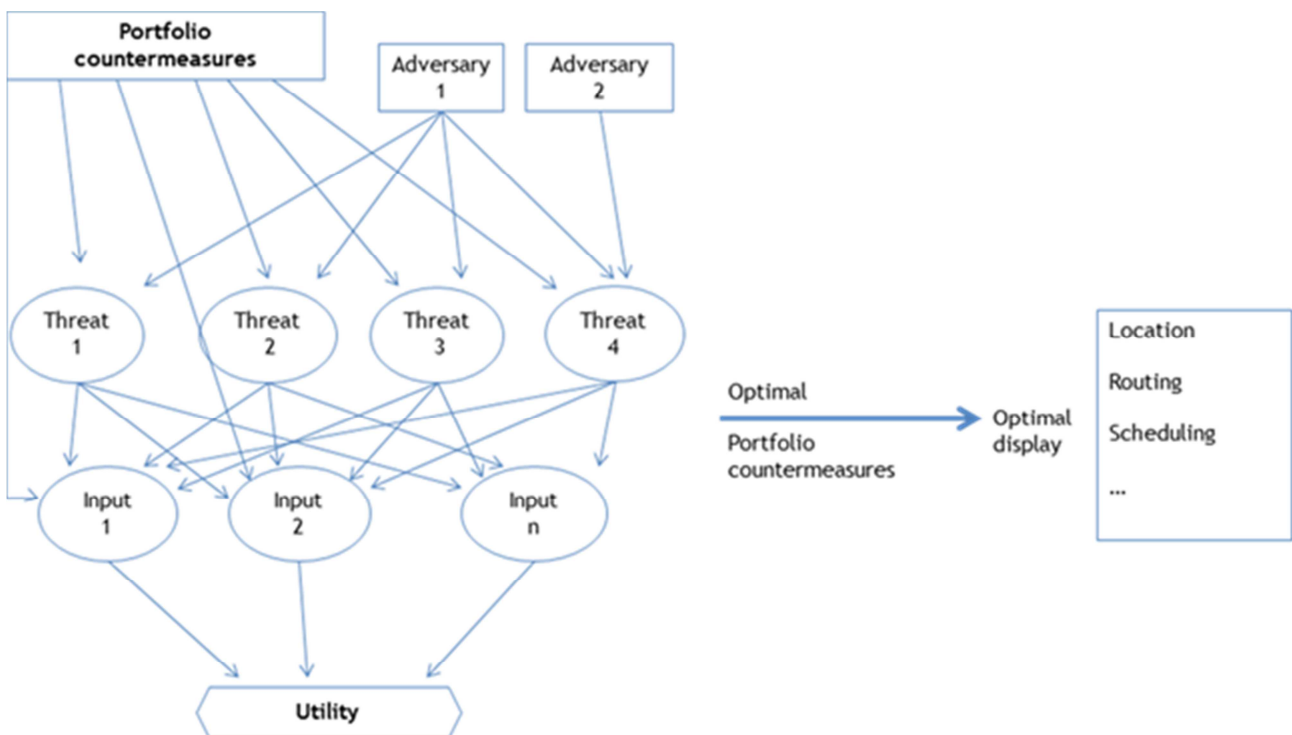 Portfolio
countermeasures
Adversary
1
Adversary
2
Threat
1
Threat
2
Threat
3
Threat
4
Input
1
Input
2
Input
n
Utility
Optimal
Portfolio
countermeasures
Optimal
display
Location
Routing
Scheduling
...